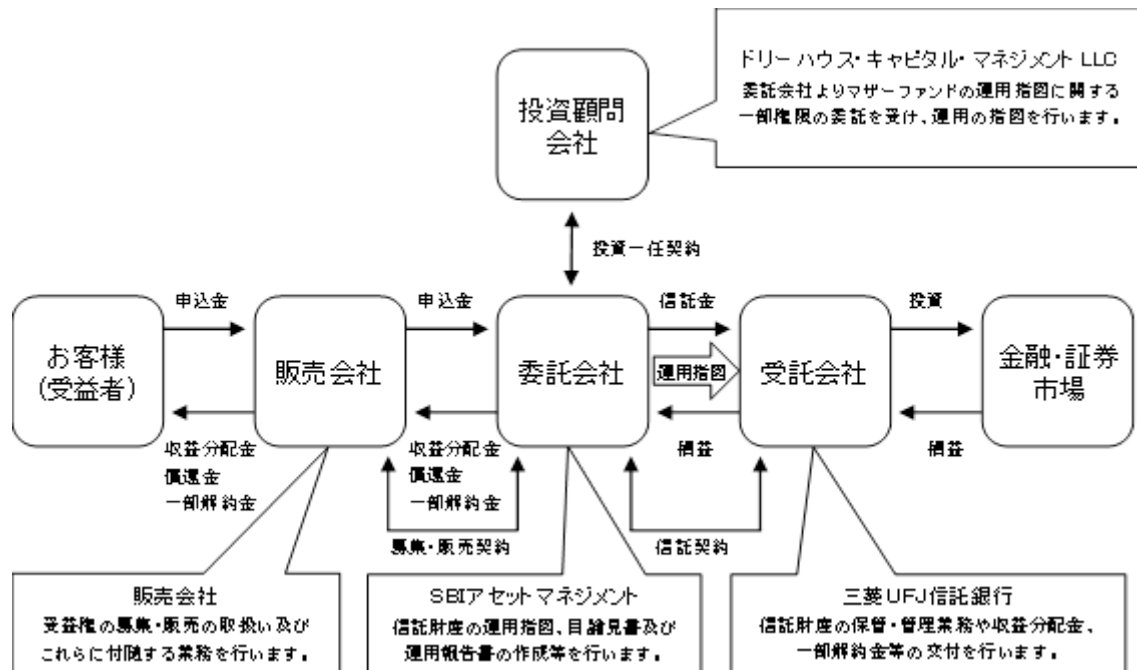 ドリーハウス・キャピタル・マネジメント LLC
委託会社よりマザーファンドの運用指図に関する
一部権限の委託を受け、運用の指図を行います。
投資顧問
会社
投資一任契約
申込金
申込金
信託金
投資
お客様
(受益者)
販売会社
委託会社
運用指図
受託会社
金融・証券
市場
収益分配金
償還金
一部解約金
収益分配金
償還金
一部解約金
損益
損益
募集・販売契約
信託契約
販売会社
受益権の募集・販売の取扱い及び
これらに付随する業務を行います。
SBIアセットマネジメント
信託財産の運用指図、目論見書及び
運用報告書の作成等を行います。
三菱UFJ信託銀行
信託財産の保管・管理業務や収益分配金、
一部解約金等の交付を行います。